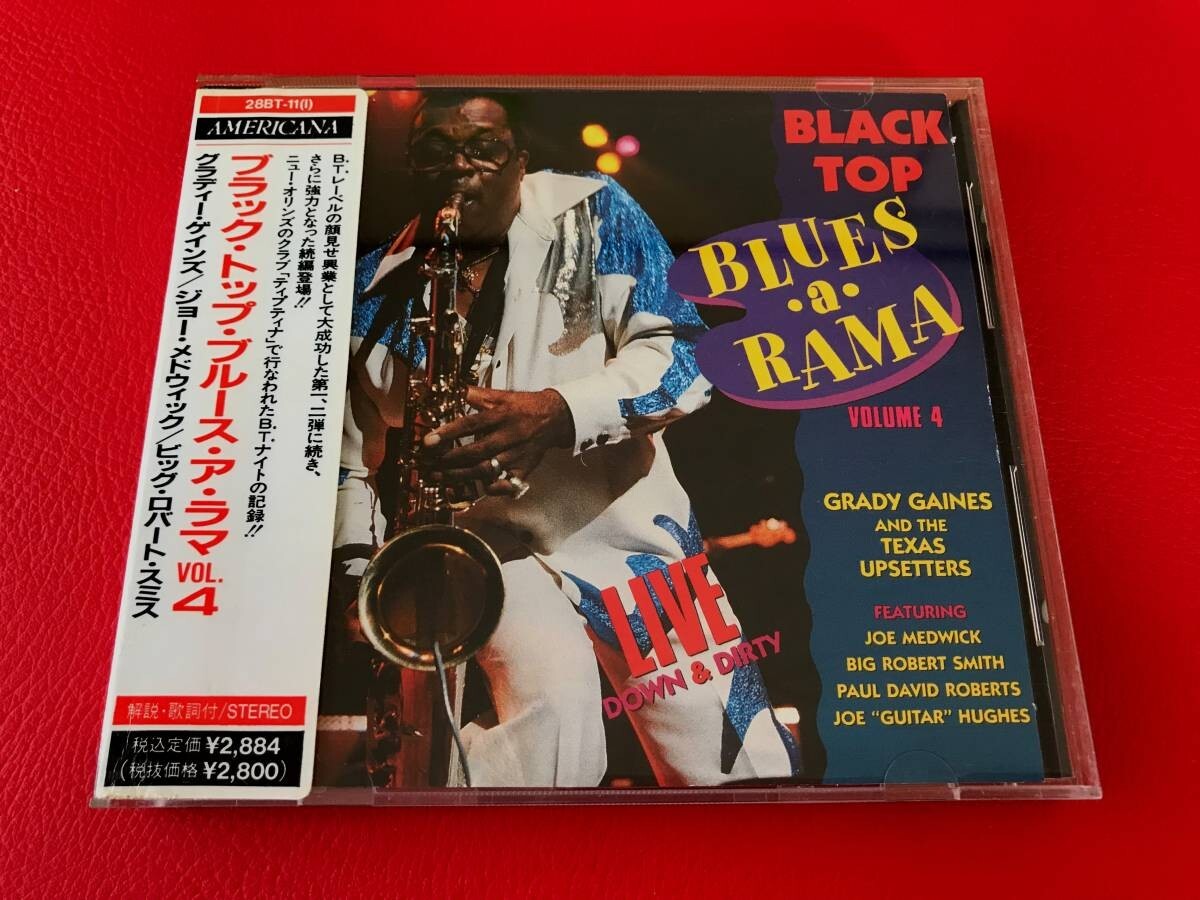 28BT-11(I)
AMERICANA
B.T.レーベルの顔見せ興業として大成功した第一、二弾に続き、
さらに強力となった続編登場!!
ニュー・オリンズのクラブ「ティプティナ」で行なわれたB.T.ナイトの記録!!
ブラック・トップ・ブルース・ア・ラマ VOL. 4
グラディー・ゲインズ/ジョー・メドウィック/ビッグ・ロバート・スミス
解説・歌詞付/STEREO
税込定価¥2,884
(税抜価格¥2,800)
BLACK
TOP
BLUES
·a·
RAMA
VOLUME 4
GRADY GAINES
AND THE
TEXAS
UPSETTERS
FEATURING
JOE MEDWICK
BIG ROBERT SMITH
PAUL DAVID ROBERTS
JOE "GUITAR" HUGHES
LIVE
DOWN & DIRTY